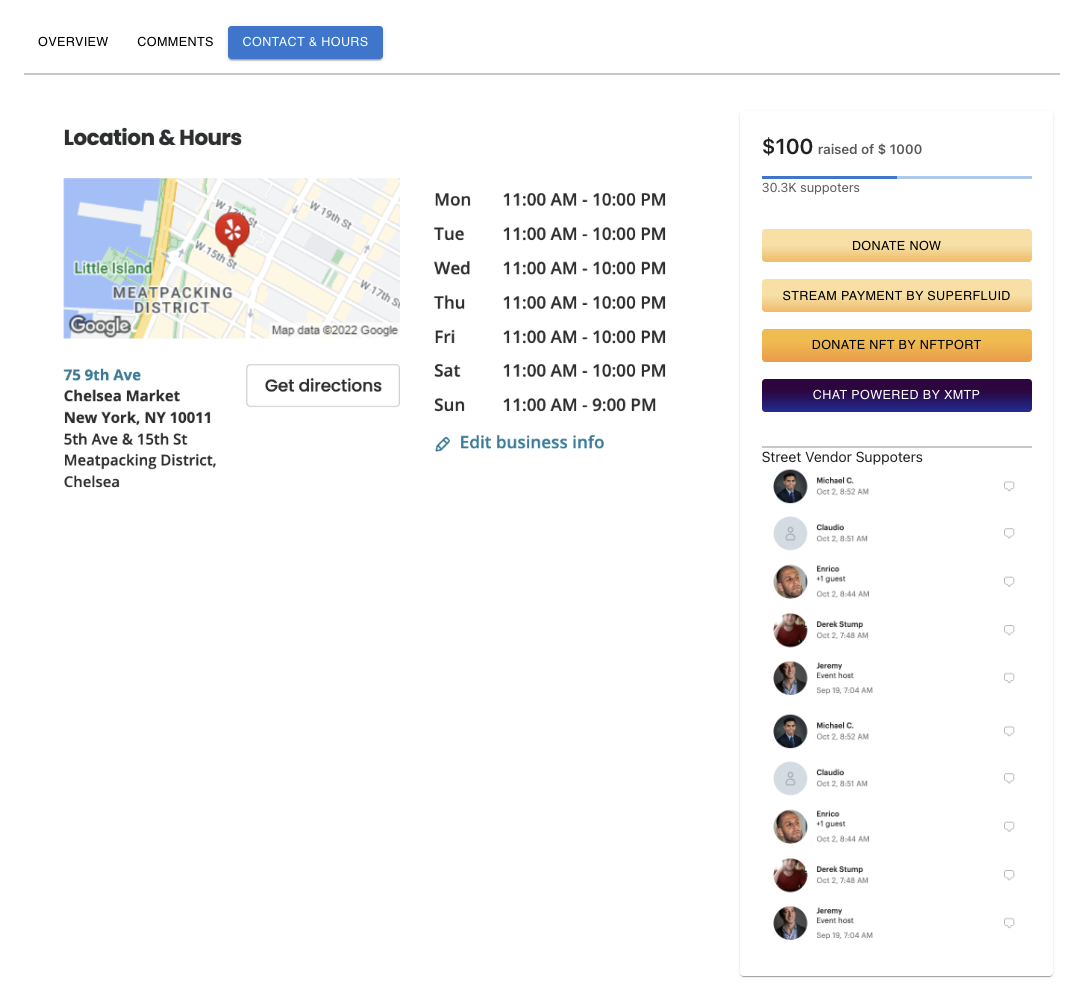 OVERVIEW
COMMENTS
CONTACT & HOURS
Location & Hours
W 17th St
W 19th St
W 15th St
Little Island
W 17th St
MEATPACKING
DISTRICT
Google
Map data ©2022 Google
75 9th Ave
Chelsea Market
New York, NY 10011
5th Ave & 15th St
Meatpacking District,
Chelsea
Get directions
Mon 11:00 AM - 10:00 PM
Tue 11:00 AM - 10:00 PM
Wed 11:00 AM - 10:00 PM
Thu 11:00 AM - 10:00 PM
Fri 11:00 AM - 10:00 PM
Sat 11:00 AM - 10:00 PM
Sun 11:00 AM - 9:00 PM
Edit business info
$100 raised of $ 1000
30.3K suppoters
DONATE NOW
STREAM PAYMENT BY SUPERFLUID
DONATE NFT BY NFTPORT
CHAT POWERED BY XMTP
Street Vendor Suppoters
Michael C.
Oct 2, 8:52 AM
Claudio
Oct 2, 8:51 AM
Enrico
+1 guest
Oct 2, 8:44 AM
Derek Stump
Oct 2, 7:48 AM
Jeremy
Event host
Sep 19, 7:04 AM
Michael C.
Oct 2, 8:52 AM
Claudio
Oct 2, 8:51 AM
Enrico
+1 guest
Oct 2, 8:44 AM
Derek Stump
Oct 2, 7:48 AM
Jeremy
Event host
Sep 19, 7:04 AM